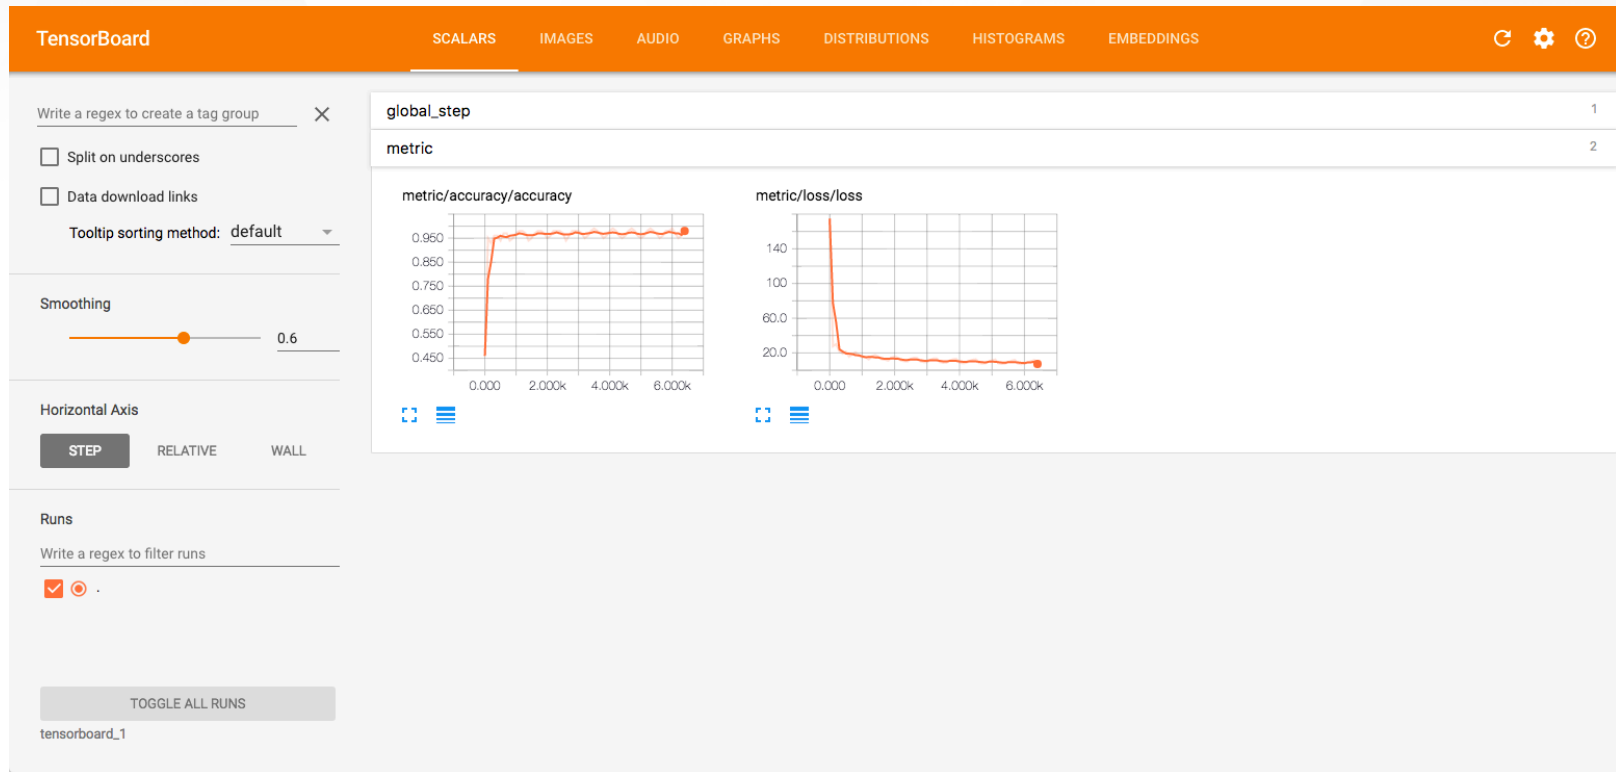 TensorBoard SCALARS IMAGES AUDIO GRAPHS DISTRIBUTIONS HISTOGRAMS EMBEDDINGS
Write a regex to create a tag group
Split on underscores
Data download links
Tooltip sorting method: default
Smoothing
0.6
Horizontal Axis
STEP RELATIVE WALL
Runs
Write a regex to filter runs
.
TOGGLE ALL RUNS
tensorboard_1
global_step 1
metric 2
metric/accuracy/accuracy
0.950
0.850
0.750
0.650
0.550
0.450
0.000 2.000k 4.000k 6.000k
metric/loss/loss
140
100
60.0
20.0
0.000 2.000k 4.000k 6.000k